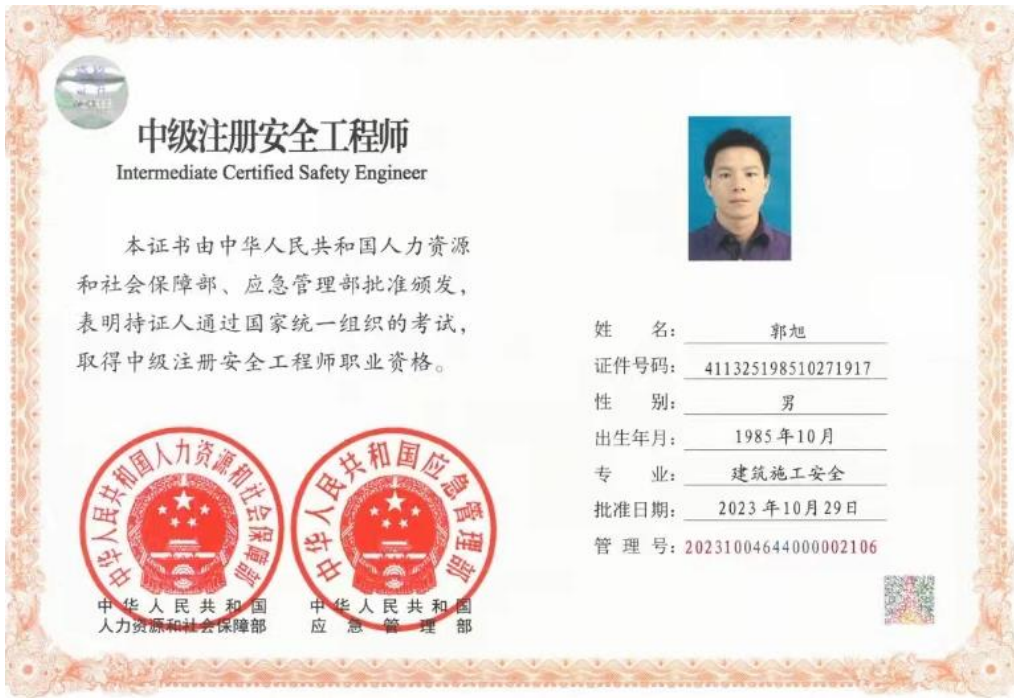 中级注册安全工程师
Intermediate Certified Safety Engineer
本证书由中华人民共和国人力资源
和社会保障部、应急管理部批准颁发，
表明持证人通过国家统一组织的考试，
取得中级注册安全工程师职业资格。
中华人民共和国人力资源和社会保障部
中华人民共和国应急管理部
中华人民共和国
人力资源和社会保障部
中华人民共和国
应急管理部
姓名：郭旭
证件号码：411325198510271917
性别：男
出生年月：1985年10月
专业：建筑施工安全
批准日期：2023年10月29日
管理号：20231004644000002106